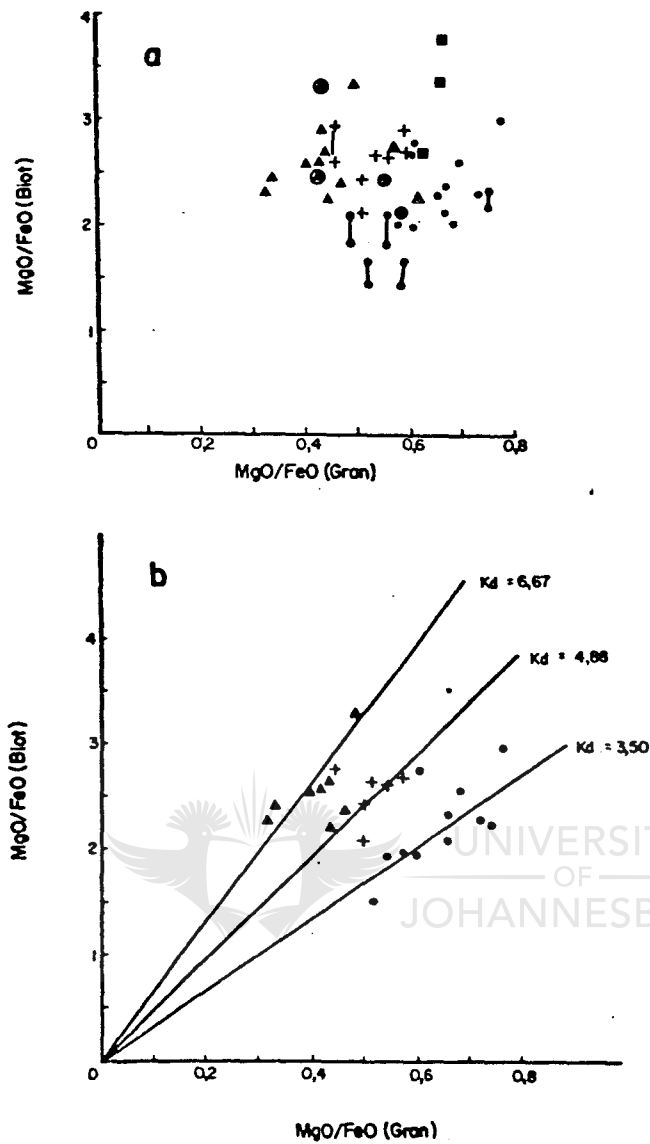 a
4
3
2
1
0
0,2
0,4
0,6
0,8
MgO/FeO (Biot)
MgO/FeO (Gran)
b
Kd = 6,67
Kd = 4,88
Kd = 3,50
4
3
2
1
0
0,2
0,4
0,6
0,8
MgO/FeO (Biot)
MgO/FeO (Gran)
UNIVERSIT
OF
JOHANNESB